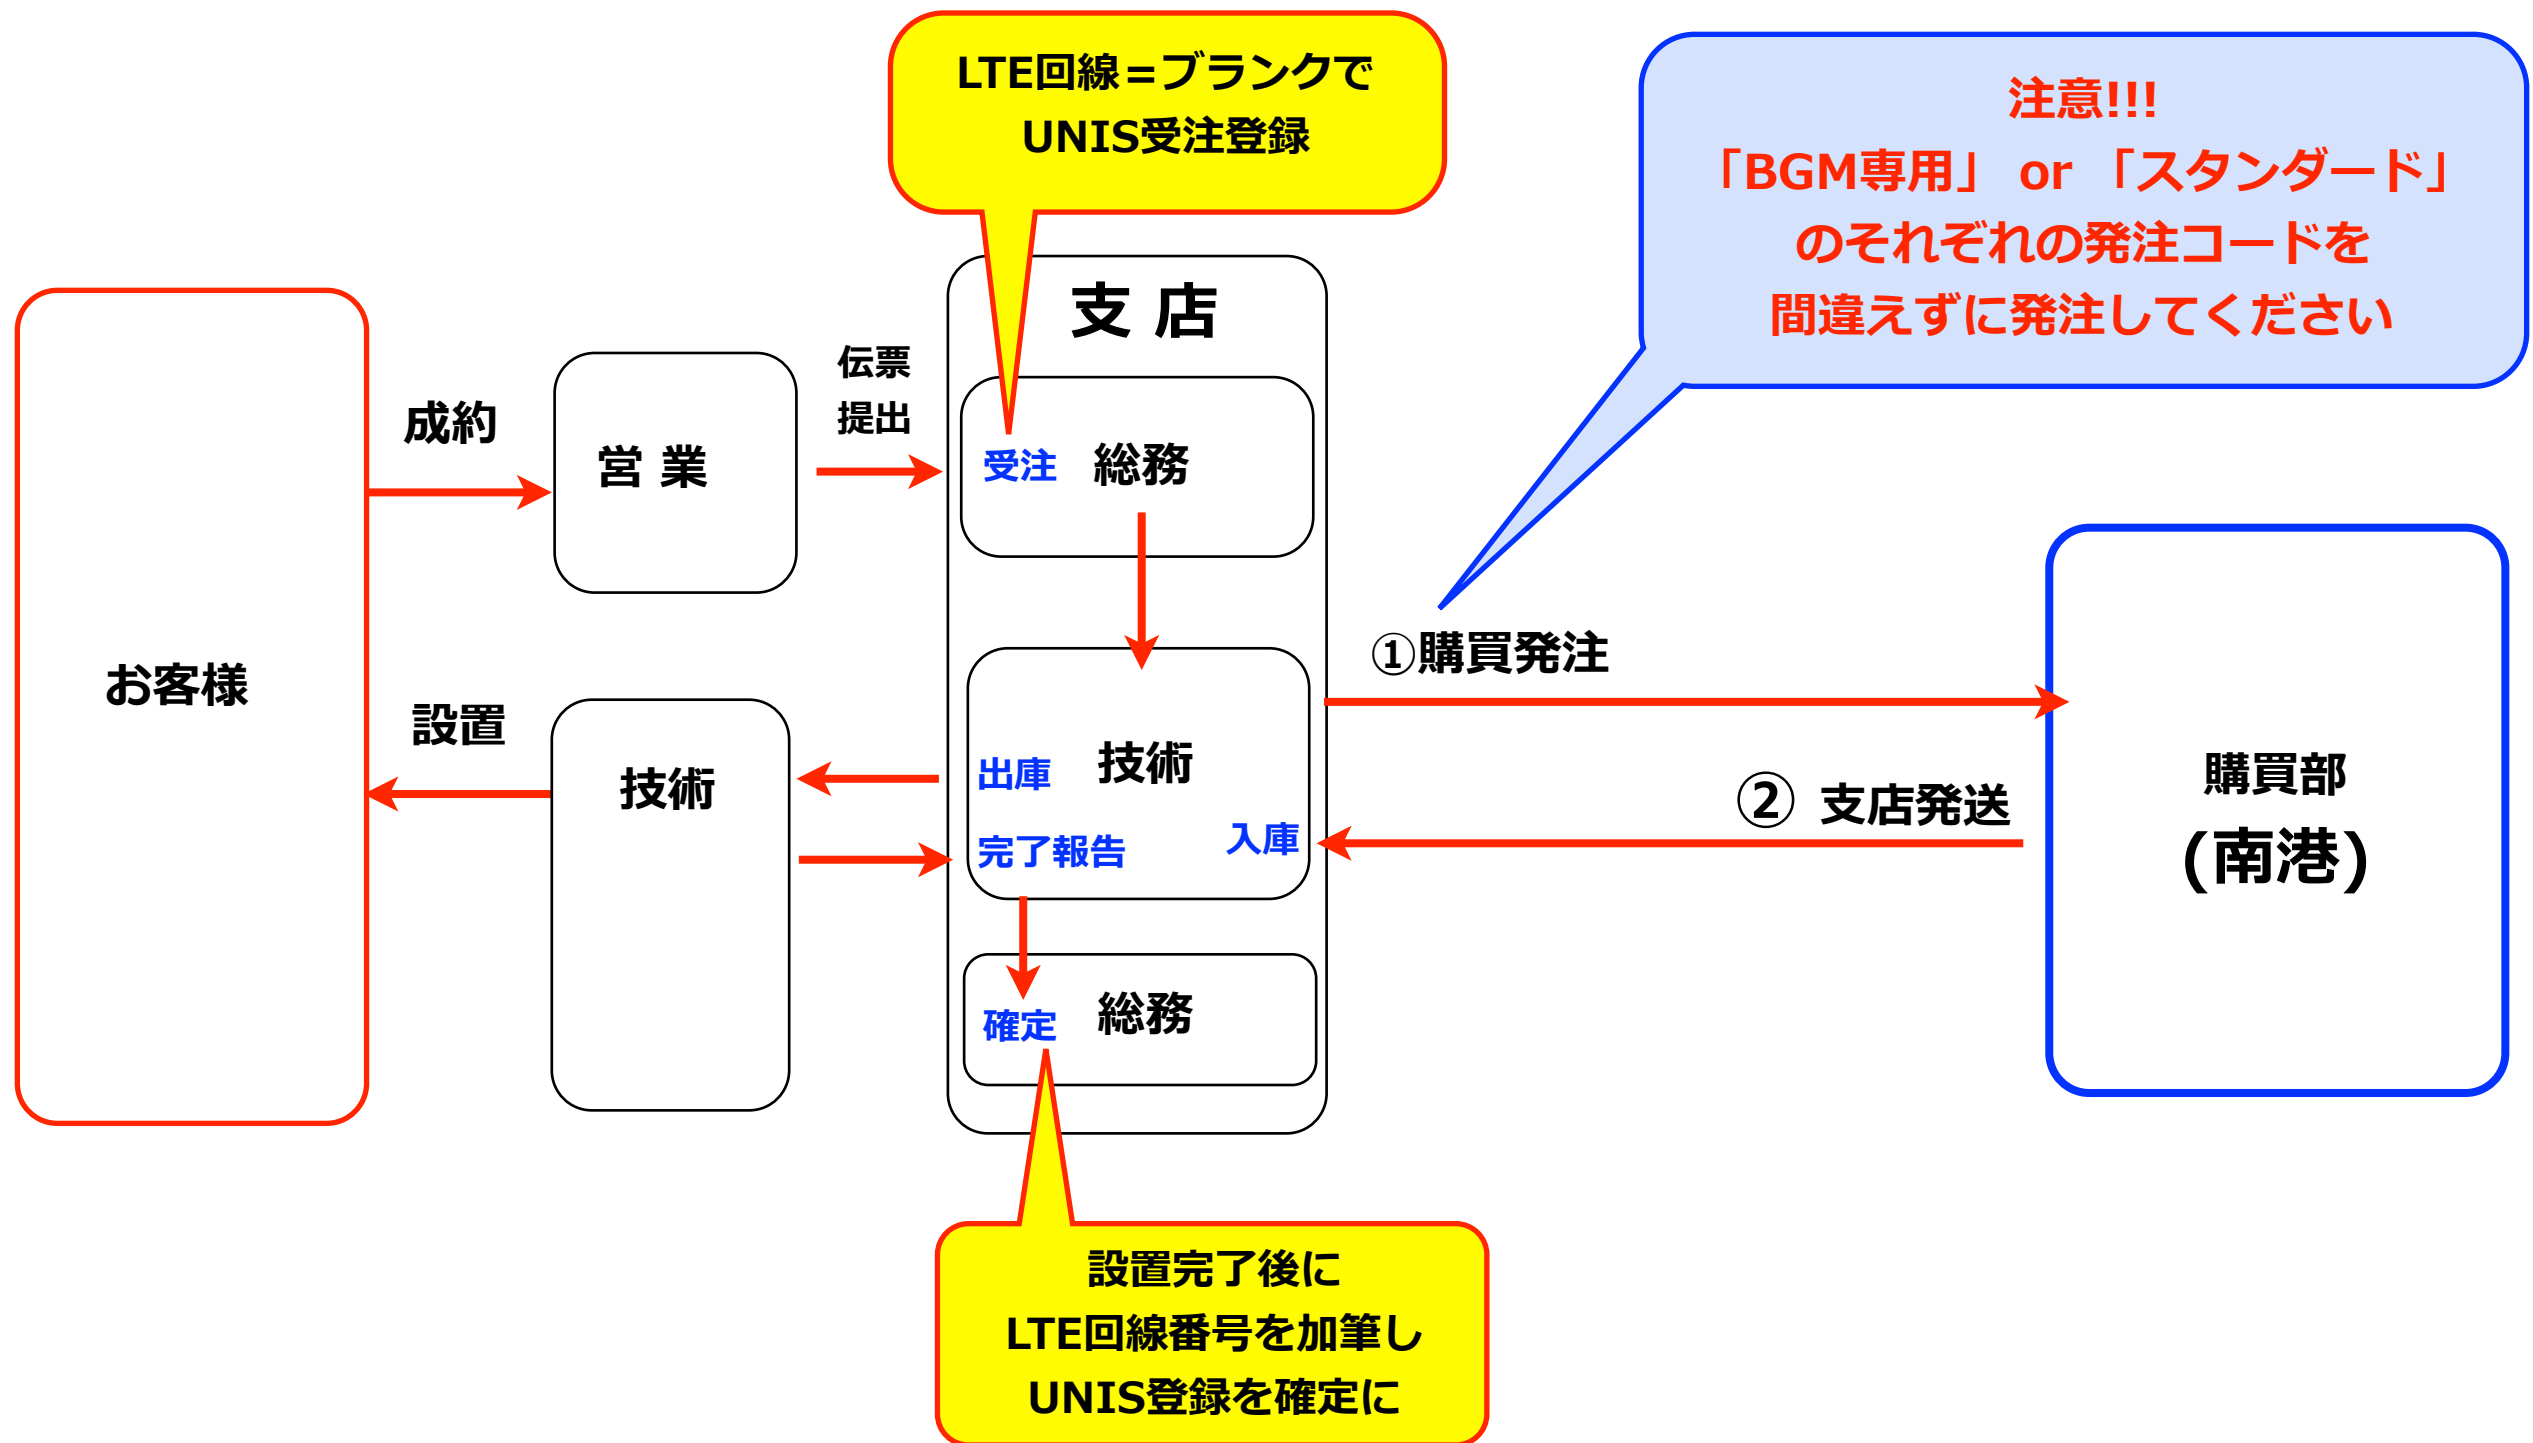 LTE回線=ブランクで
UNIS受注登録
注意!!!
「BGM専用」 or 「スタンダード」
のそれぞれの発注コードを
間違えずに発注してください
支 店
伝票
提出
成約
営 業
受注 総務
①購買発注
お客様
設置
技術
出庫 技術
完了報告
入庫
② 支店発送
購買部
(南港)
確定 総務
設置完了後に
LTE回線番号を加筆し
UNIS登録を確定に